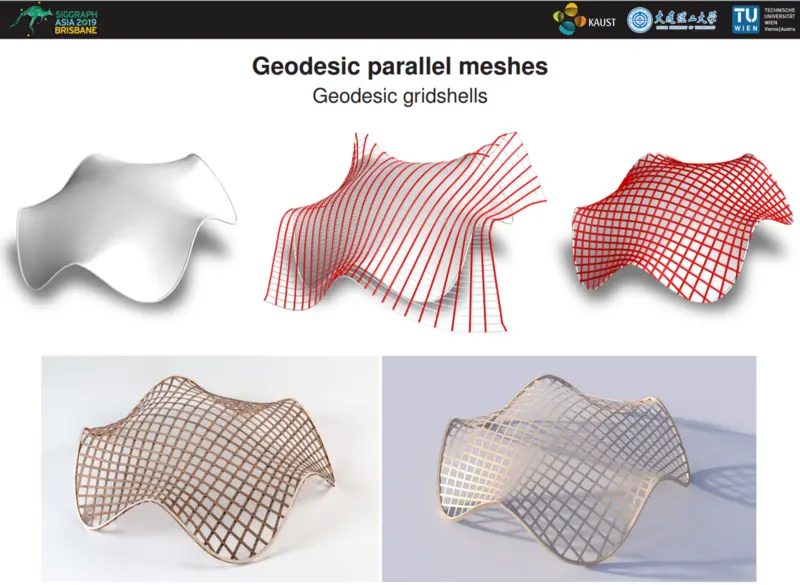 SIGGRAPH
ASIA 2019
BRISBANE
KAUST
大连理工大学
TU
WIEN
TECHNISCHE
UNIVERSITÄT
WIEN
Vienna | Austria
Geodesic parallel meshes
Geodesic gridshells